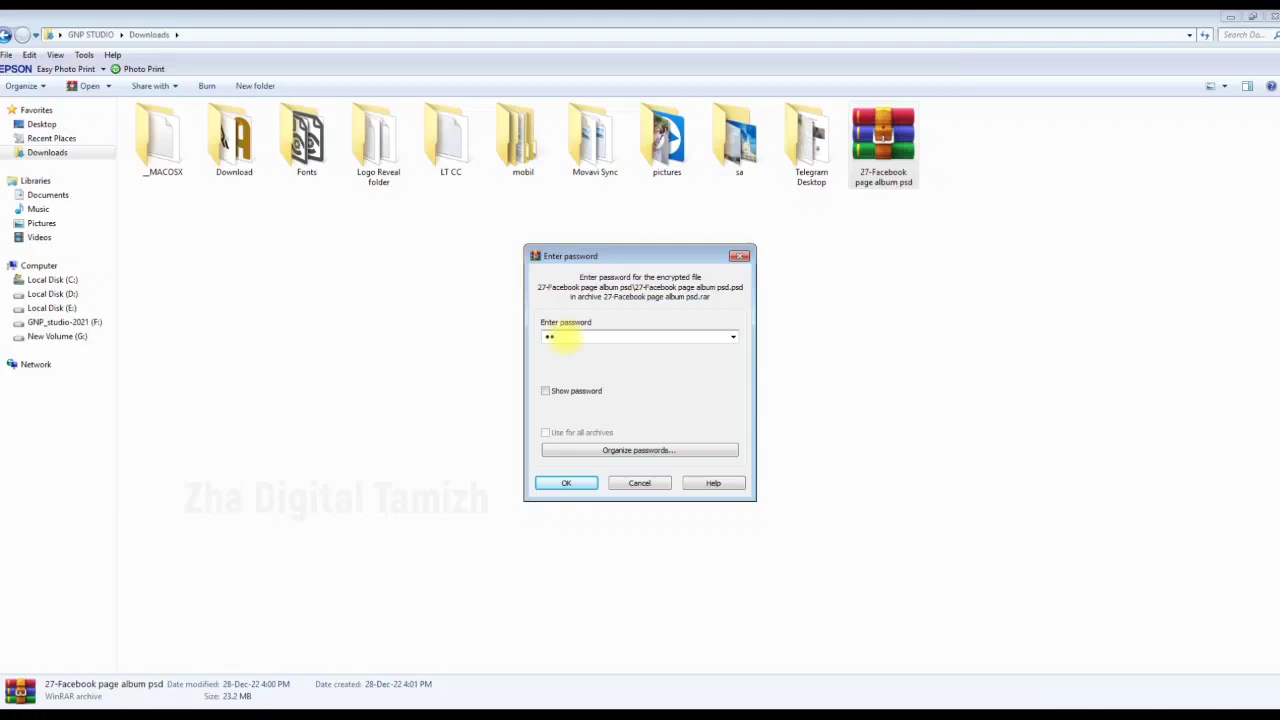 GNP STUDIO Downloads
Search Do...
File Edit View Tools Help
EPSON Easy Photo Print Photo Print
Organize Open Share with Burn New folder
Favorites
Desktop
Recent Places
Downloads
Libraries
Documents
Music
Pictures
Videos
Computer
Local Disk (C:)
Local Disk (D:)
Local Disk (E:)
GNP_studio-2021 (F:)
New Volume (G:)
Network
__MACOSX
Download
Fonts
Logo Reveal
folder
LT CC
mobil
Movavi Sync
pictures
sa
Telegram
Desktop
27-Facebook
page album psd
Enter password
Enter password for the encrypted file
27-Facebook page album psd\27-Facebook page album psd.psd
in archive 27-Facebook page album psd.rar
Enter password
Show password
Use for all archives
Organize passwords...
OK Cancel Help
Zha Digital Tamizh
27-Facebook page album psd Date modified: 28-Dec-22 4:00 PM Date created: 28-Dec-22 4:01 PM
WinRAR archive Size: 23.2 MB